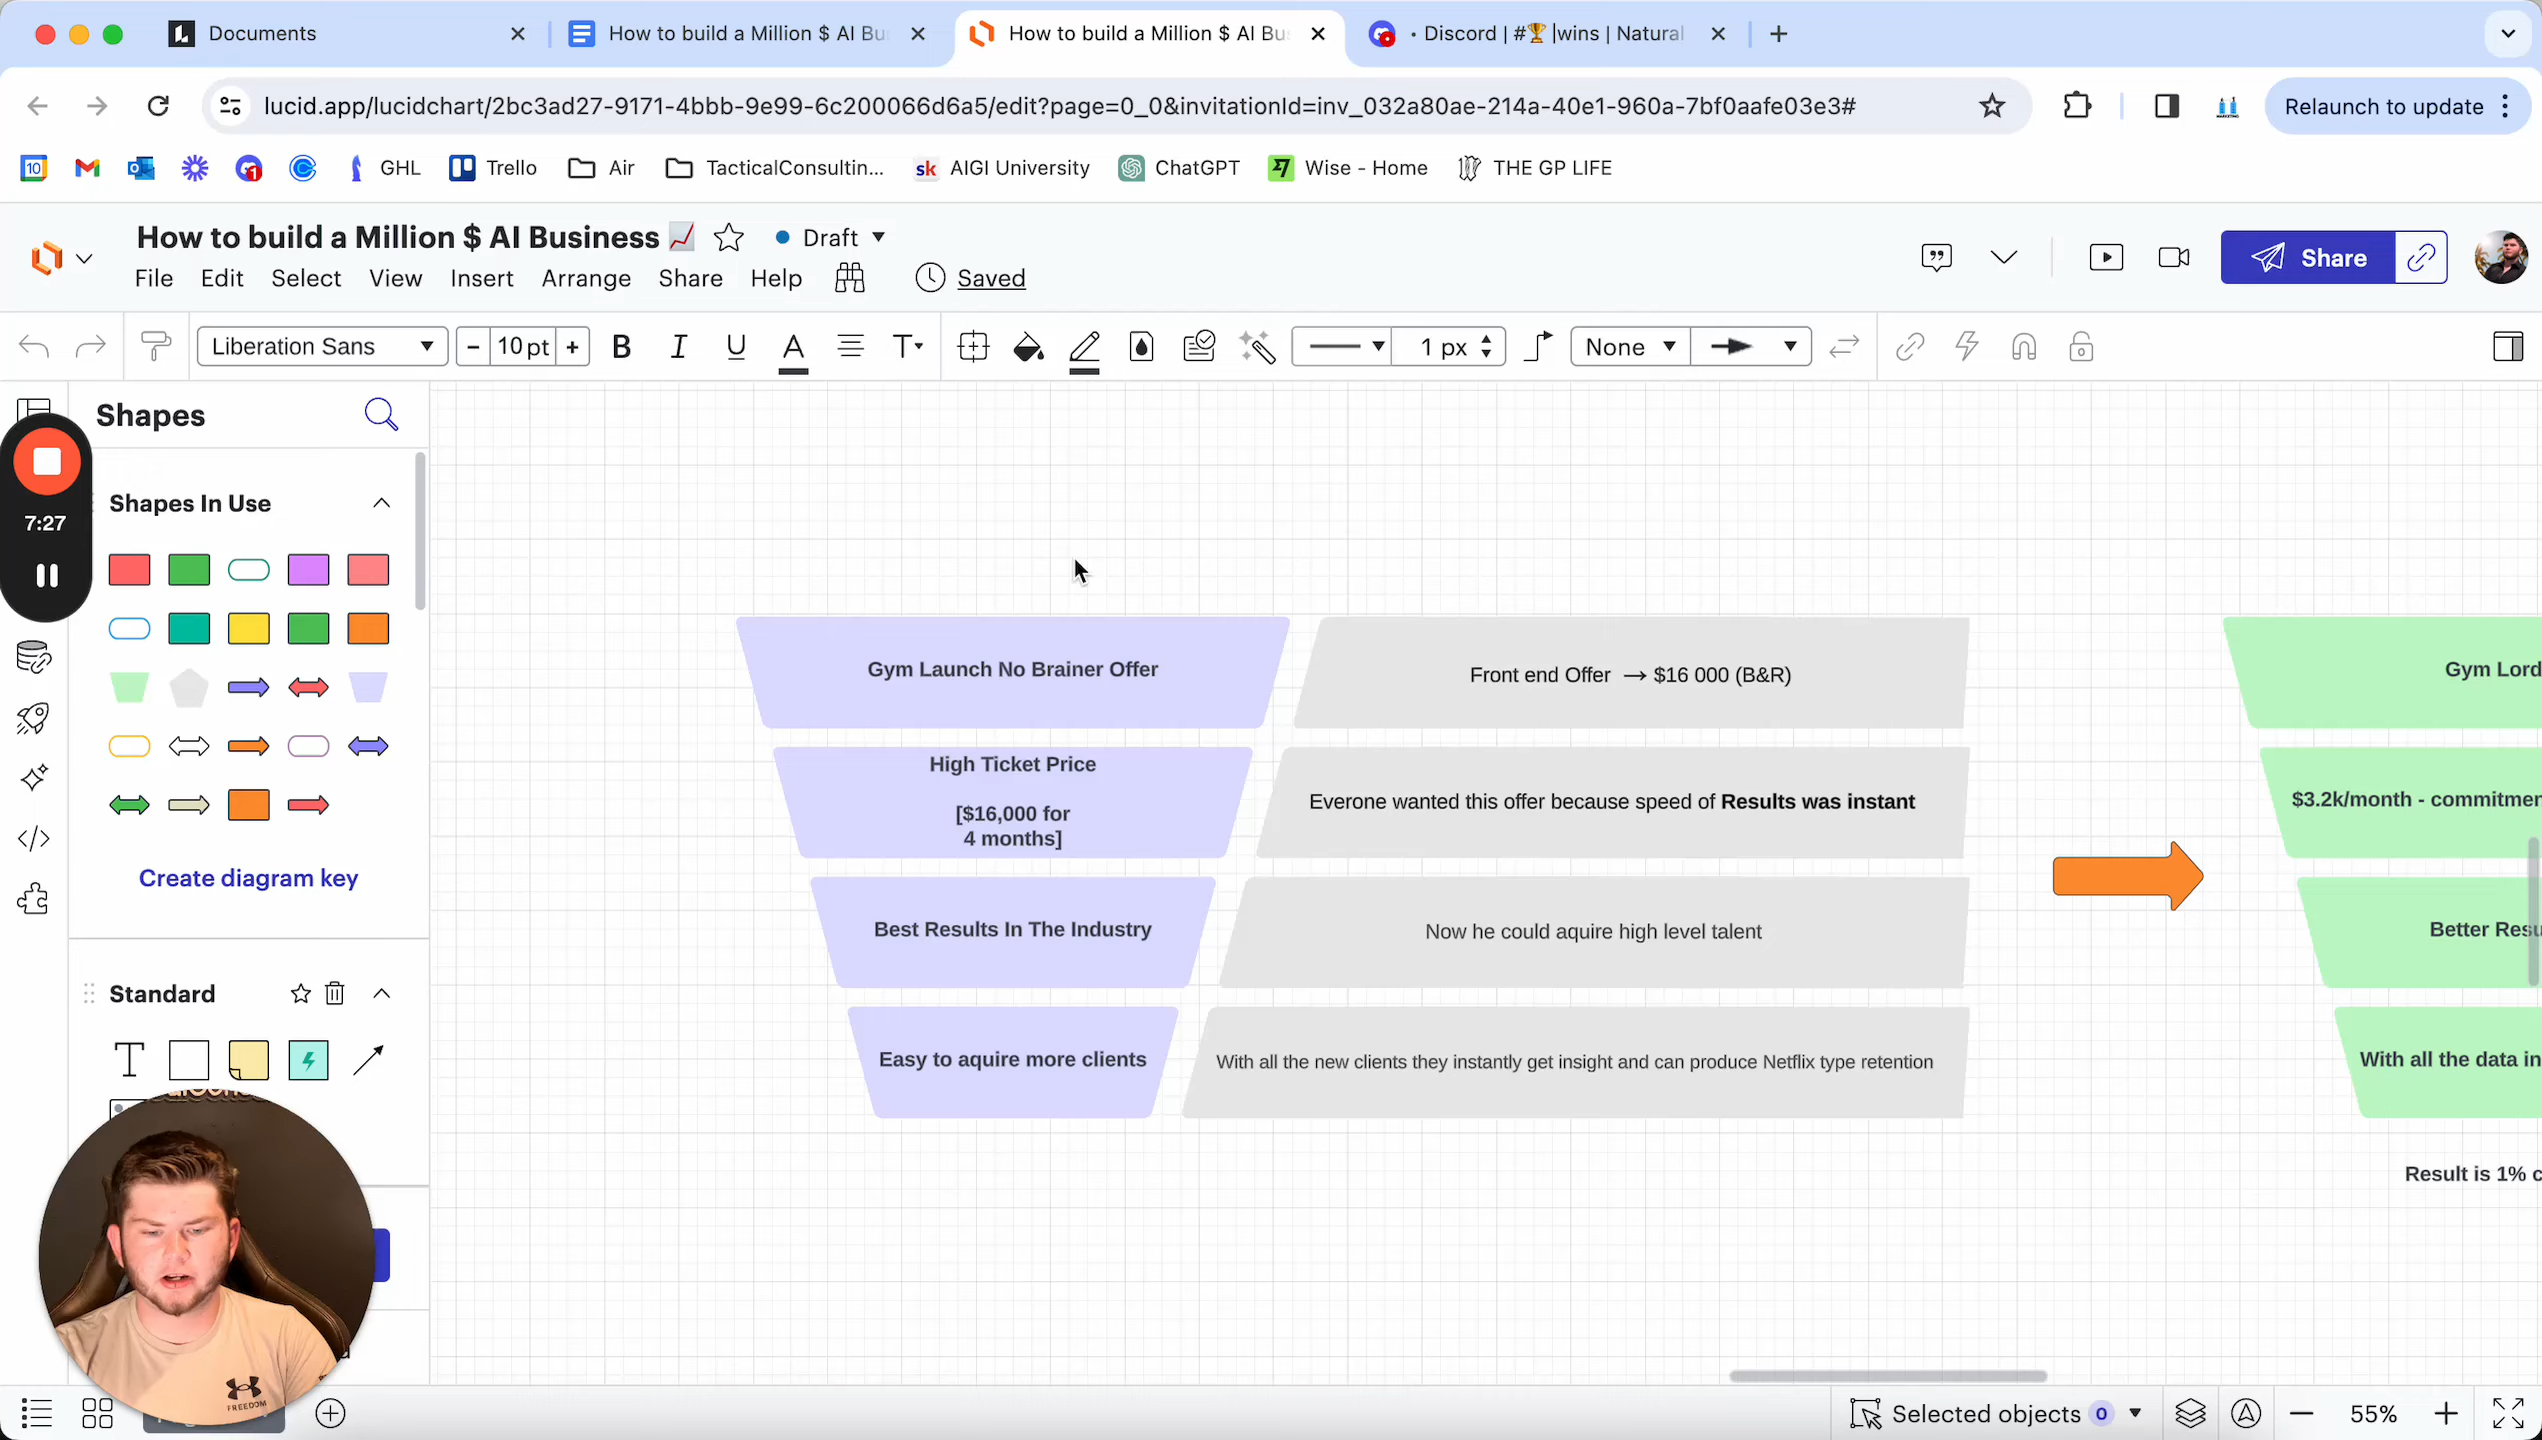 Documents
How to build a Million $ AI Bu
How to build a Million $ AI Bu
• Discord | #🏆 |wins | Natural
lucid.app/lucidchart/2bc3ad27-9171-4bbb-9e99-6c200066d6a5/edit?page=0_0&invitationId=inv_032a80ae-214a-40e1-960a-7bf0aafe03e3#
Relaunch to update
10
1
GHL
Trello
Air
TacticalConsultin...
sk AIGI University
ChatGPT
Wise - Home
THE GP LIFE
How to build a Million $ AI Business 📈
Draft
File Edit Select View Insert Arrange Share Help
Saved
Share
Liberation Sans
− 10 pt +
B I U A T
1 px
None
Shapes
7:27
Shapes In Use
Create diagram key
Standard
T
Gym Launch No Brainer Offer
Front end Offer → $16 000 (B&R)
High Ticket Price
[$16,000 for
4 months]
Everone wanted this offer because speed of Results was instant
Best Results In The Industry
Now he could aquire high level talent
Easy to aquire more clients
With all the new clients they instantly get insight and can produce Netflix type retention
Gym Lord
$3.2k/month - commitmen
Better Resu
With all the data in
Result is 1% c
FREEDOM
Selected objects 0
55%